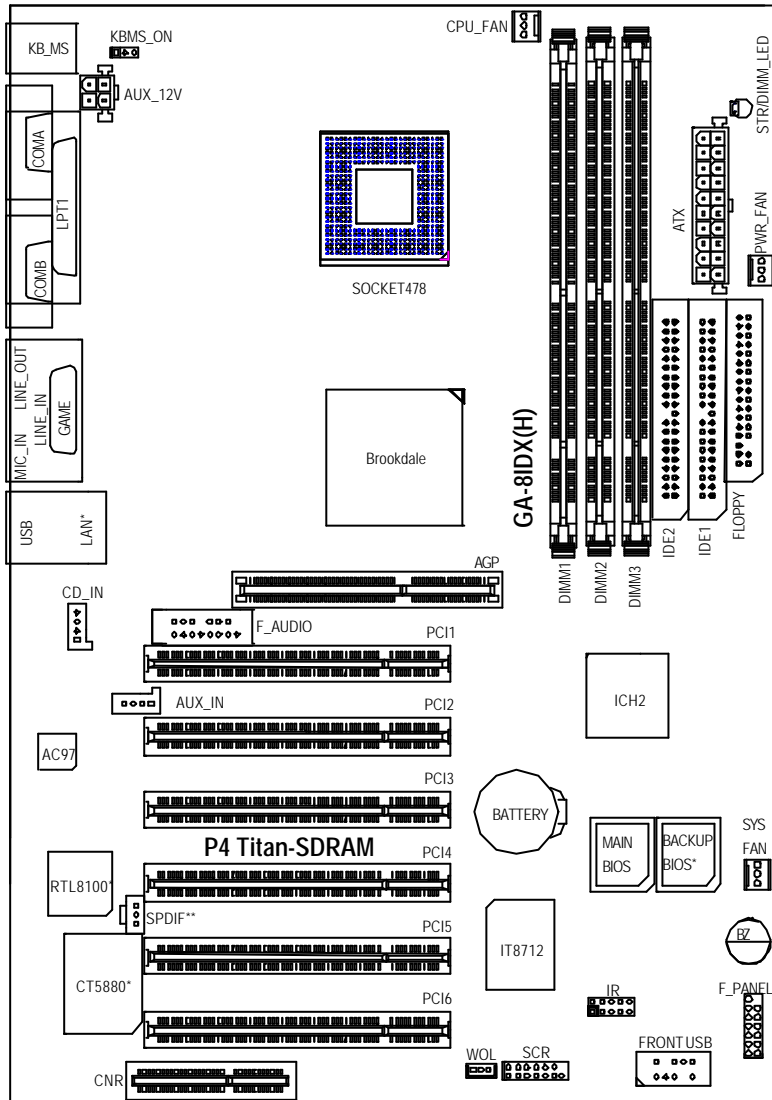 CPU_FAN
KBMS_ON
KB_MS
AUX_12V
STR/DIMM_LED
COMA
LPT1
COMB
ATX
PWR_FAN
SOCKET478
MIC_IN
LINE_OUT
LINE_IN
GAME
Brookdale
GA-8IDX(H)
USB
LAN*
DIMM1
DIMM2
DIMM3
IDE2
IDE1
FLOPPY
AGP
CD_IN
F_AUDIO
PCI1
AUX_IN
PCI2
ICH2
AC97
PCI3
BATTERY
P4 Titan-SDRAM
MAIN
BIOS
BACKUP
BIOS*
SYS
FAN
PCI4
RTL8100*
SPDIF**
PCI5
IT8712
BZ
CT5880*
PCI6
IR
F_PANEL
FRONT USB
WOL
SCR
CNR